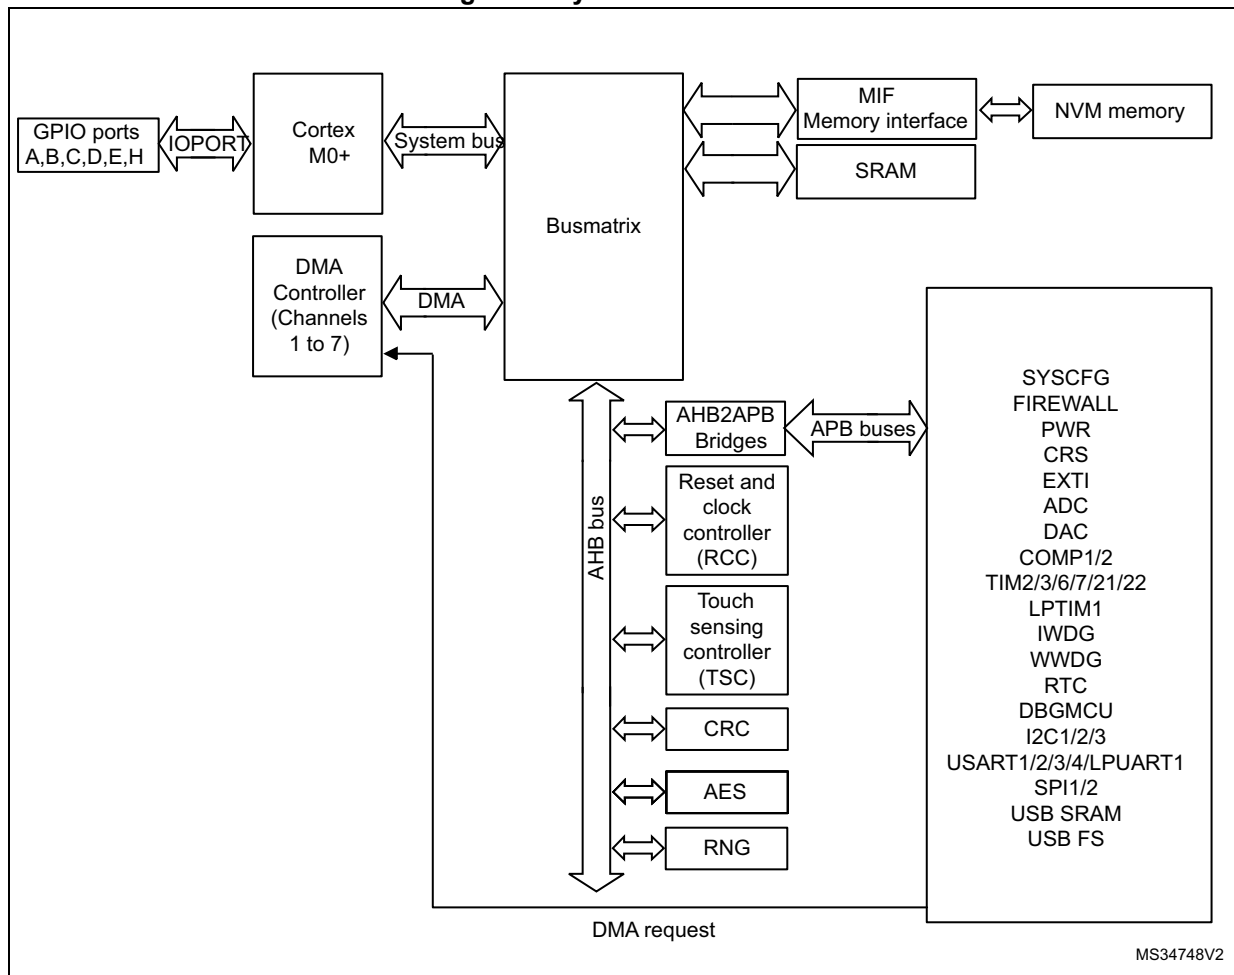 GPIO ports
A,B,C,D,E,H
IOPORT
Cortex
M0+
System bus
Busmatrix
MIF
Memory interface
NVM memory
SRAM
DMA
Controller
(Channels
1 to 7)
DMA
AHB bus
AHB2APB
Bridges
APB buses
Reset and
clock
controller
(RCC)
Touch
sensing
controller
(TSC)
CRC
AES
RNG
SYSCFG
FIREWALL
PWR
CRS
EXTI
ADC
DAC
COMP1/2
TIM2/3/6/7/21/22
LPTIM1
IWDG
WWDG
RTC
DBGMCU
I2C1/2/3
USART1/2/3/4/LPUART1
SPI1/2
USB SRAM
USB FS
DMA request
MS34748V2